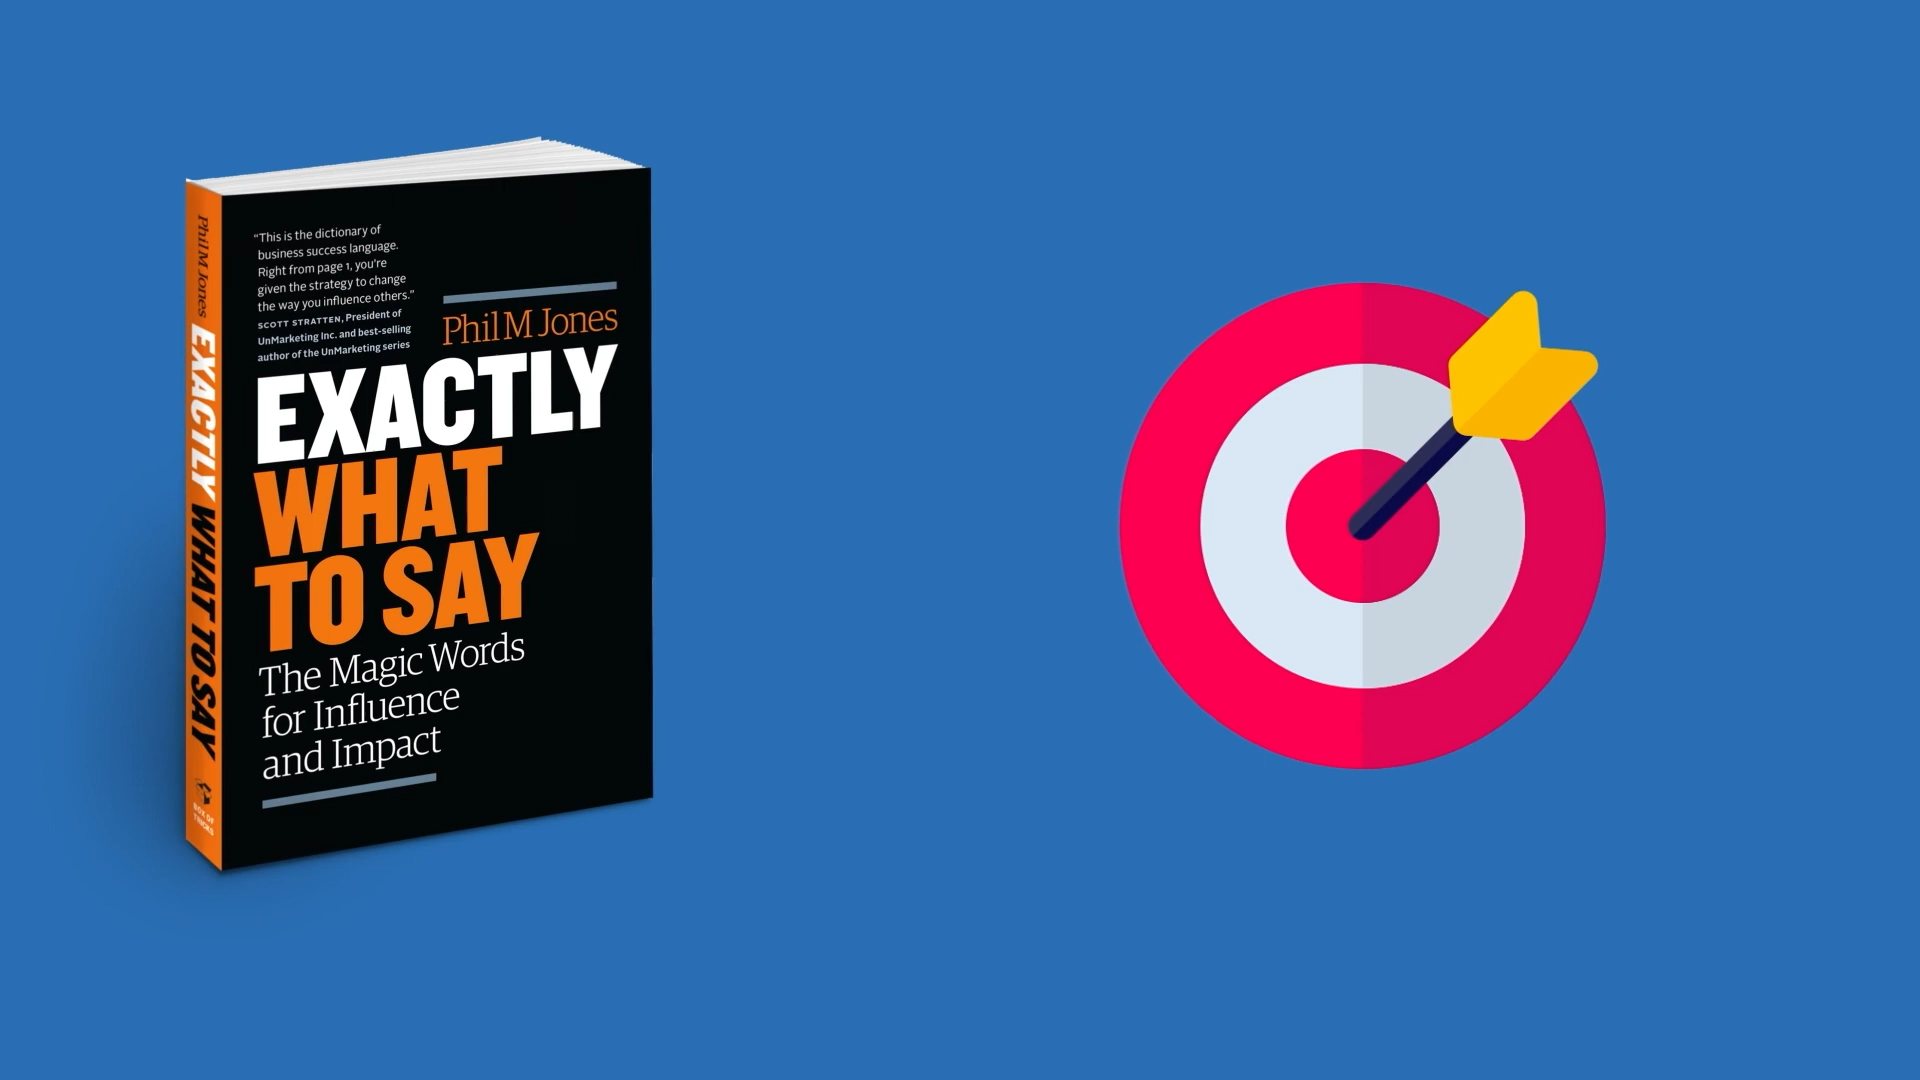 Phil M Jones EXACTLY WHAT TO SAY
BOX OF
TRICKS
“This is the dictionary of
business success language.
Right from page 1, you're
given the strategy to change
the way you influence others.”
SCOTT STRATTEN, President of
UnMarketing Inc. and best-selling
author of the UnMarketing series
Phil M Jones
EXACTLY
WHAT
TO SAY
The Magic Words
for Influence
and Impact